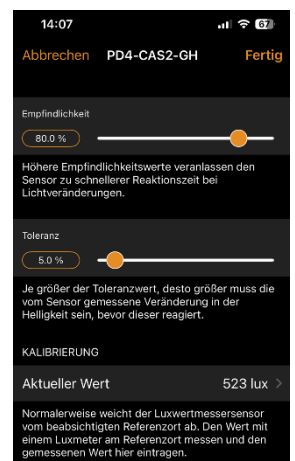 14:07 67
Abbrechen PD4-CAS2-GH Fertig
Empfindlichkeit
80.0 %
Höhere Empfindlichkeitswerte veranlassen den
Sensor zu schnellerer Reaktionszeit bei
Lichtveränderungen.
Toleranz
5.0 %
Je größer der Toleranzwert, desto größer muss die
vom Sensor gemessene Veränderung in der
Helligkeit sein, bevor dieser reagiert.
KALIBRIERUNG
Aktueller Wert 523 lux >
Normalerweise weicht der Luxwertmessersensor
vom beabsichtigten Referenzort ab. Den Wert mit
einem Luxmeter am Referenzort messen und den
gemessenen Wert hier eintragen.